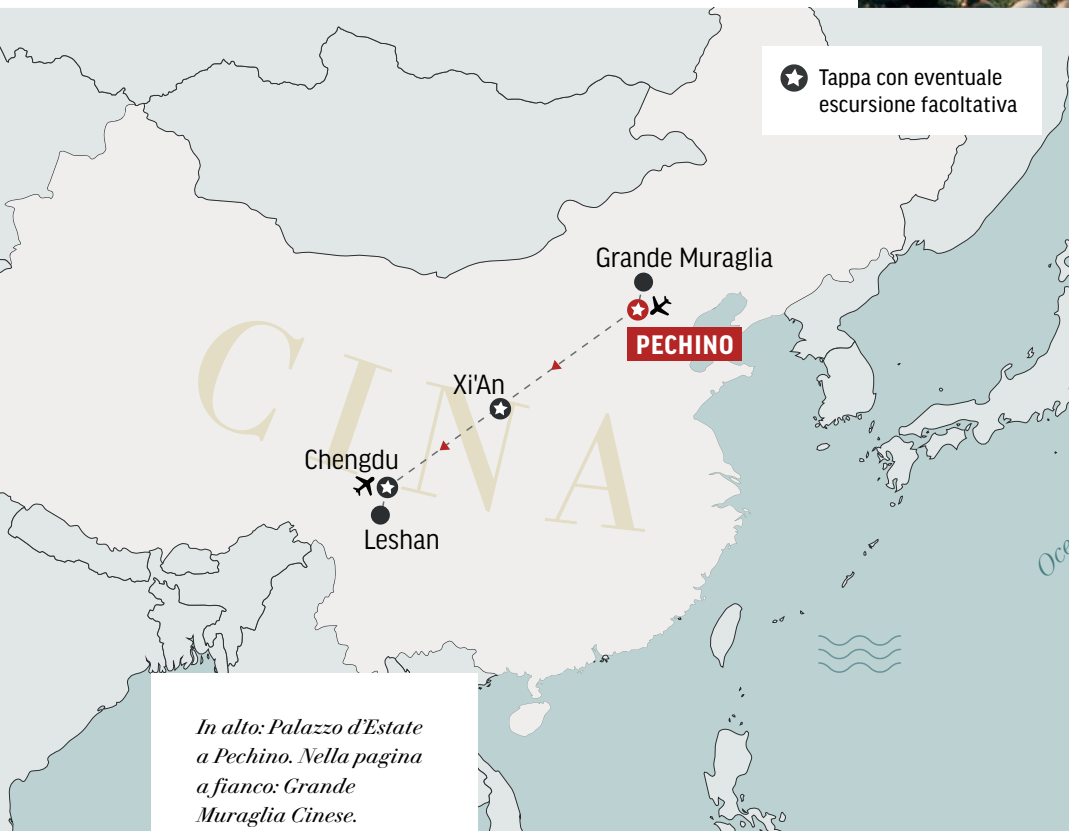 Tappa con eventuale
escursione facoltativa
Grande Muraglia
PECHINO
Xi'An
CINA
Chengdu
Leshan
In alto: Palazzo d'Estate
a Pechino. Nella pagina
a fianco: Grande
Muraglia Cinese.